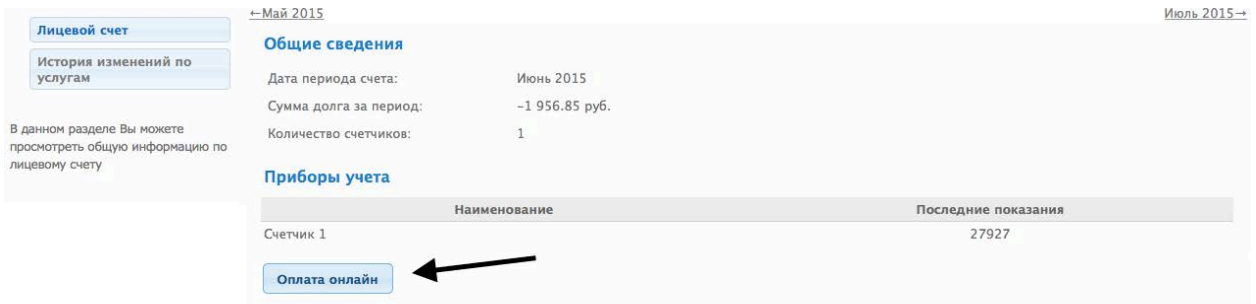 ←Май 2015
Июль 2015→
Лицевой счет
История изменений по
услугам
В данном разделе Вы можете
просмотреть общую информацию по
лицевому счету
Общие сведения
Дата периода счета: Июнь 2015
Сумма долга за период: -1 956.85 руб.
Количество счетчиков: 1
Приборы учета
Наименование Последние показания
Счетчик 1 27927
Оплата онлайн